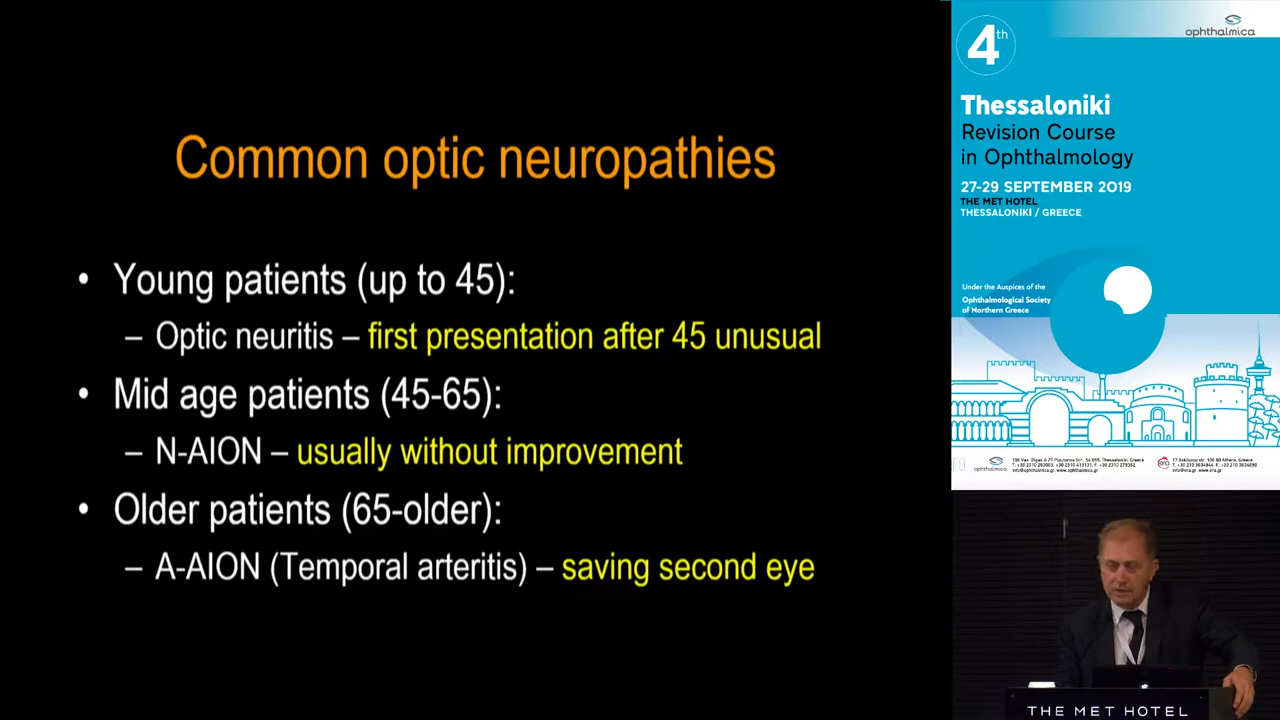 Common optic neuropathies
• Young patients (up to 45):
– Optic neuritis – first presentation after 45 unusual
• Mid age patients (45-65):
– N-AION – usually without improvement
• Older patients (65-older):
– A-AION (Temporal arteritis) – saving second eye
ophthalmica
4th
Thessaloniki
Revision Course
in Ophthalmology
27-29 SEPTEMBER 2019
THE MET HOTEL
THESSALONIKI / GREECE
Under the Auspices of the
Ophthalmological Society
of Northern Greece
ophthalmica
THE MET HOTEL